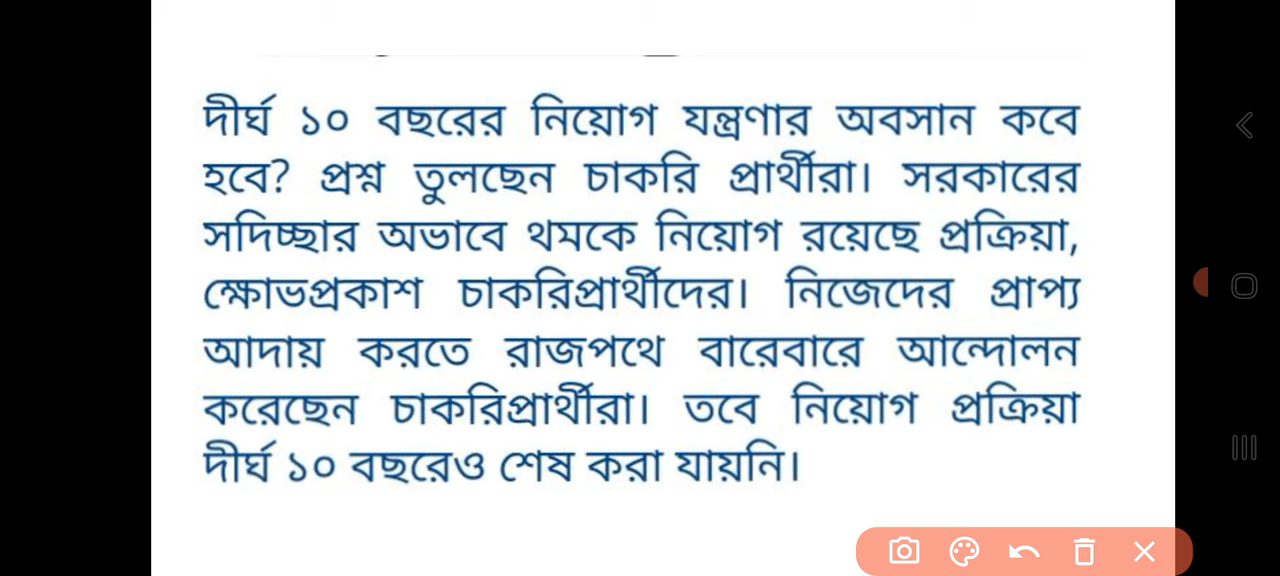 দীর্ঘ ১০ বছরের নিয়োগ যন্ত্রণার অবসান কবে
হবে? প্রশ্ন তুলছেন চাকরি প্রার্থীরা। সরকারের
সদিচ্ছার অভাবে থমকে নিয়োগ রয়েছে প্রক্রিয়া,
ক্ষোভপ্রকাশ চাকরিপ্রার্থীদের। নিজেদের প্রাপ্য
আদায় করতে রাজপথে বারেবারে আন্দোলন
করেছেন চাকরিপ্রার্থীরা। তবে নিয়োগ প্রক্রিয়া
দীর্ঘ ১০ বছরেও শেষ করা যায়নি।